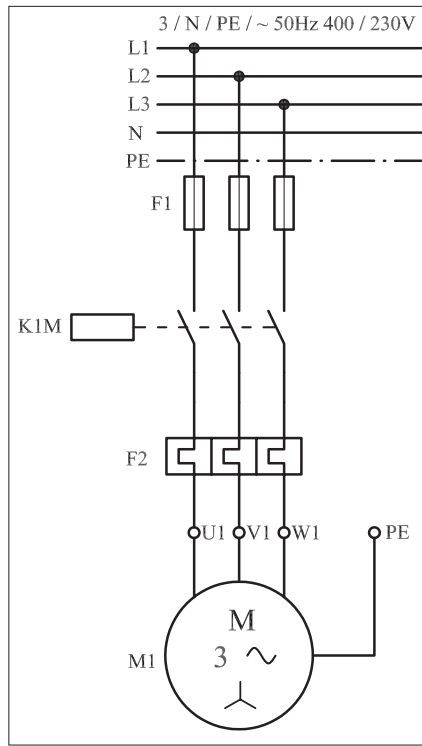 3 / N / PE / ~ 50Hz 400 / 230V
L1
L2
L3
N
PE
F1
K1M
F2
U1 V1 W1 PE
M
M1 3